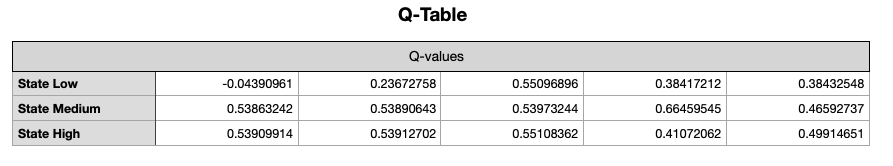 Q-Table
Q-values
State Low -0.04390961 0.23672758 0.55096896 0.38417212 0.38432548
State Medium 0.53863242 0.53890643 0.53973244 0.66459545 0.46592737
State High 0.53909914 0.53912702 0.55108362 0.41072062 0.49914651